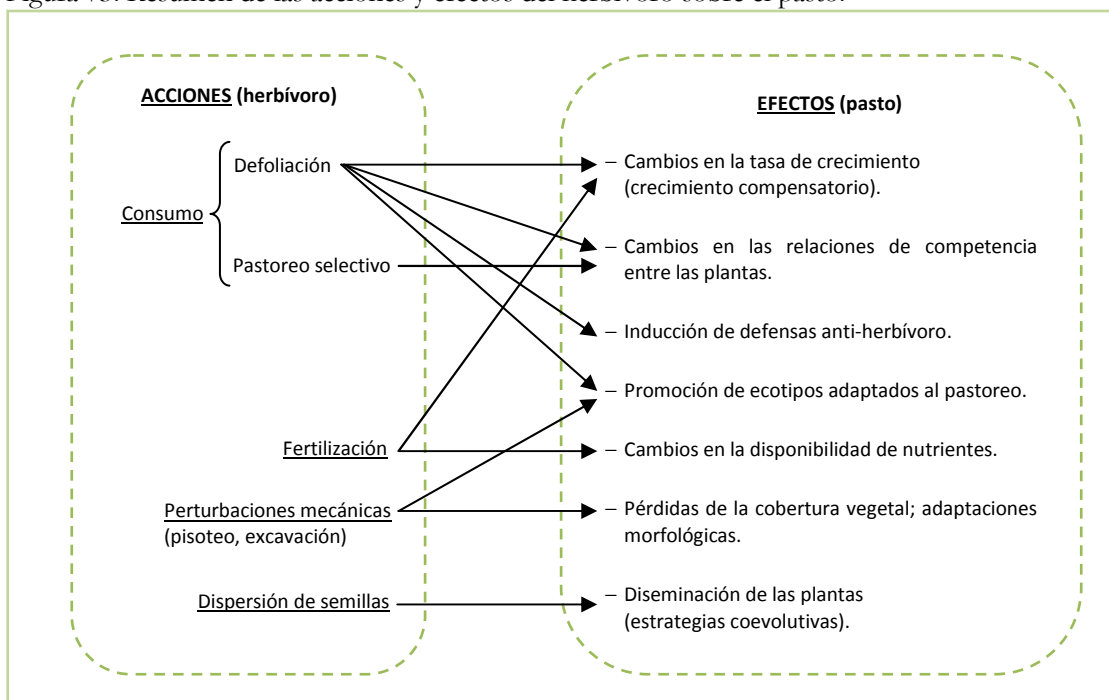 Figura 73. Resumen de las acciones y efectos del herbívoro sobre el pasto.
ACCIONES (herbívoro)
Consumo
Defoliación
Pastoreo selectivo
Fertilización
Perturbaciones mecánicas
(pisoteo, excavación)
Dispersión de semillas
EFECTOS (pasto)
− Cambios en la tasa de crecimiento
(crecimiento compensatorio).
− Cambios en las relaciones de competencia
entre las plantas.
− Inducción de defensas anti-herbívoro.
− Promoción de ecotipos adaptados al pastoreo.
− Cambios en la disponibilidad de nutrientes.
− Pérdidas de la cobertura vegetal; adaptaciones
morfológicas.
− Diseminación de las plantas
(estrategias coevolutivas).